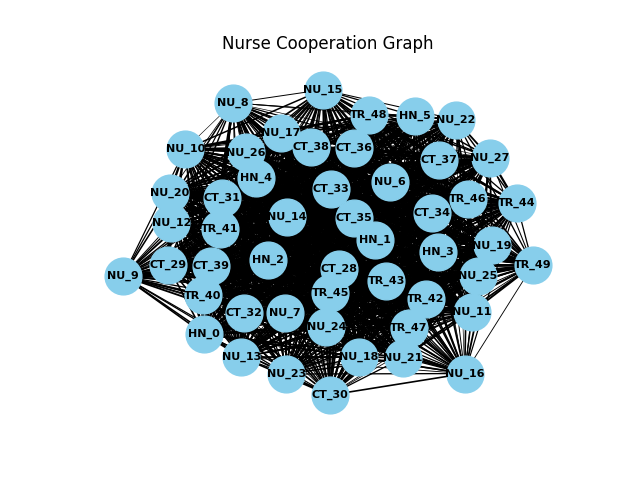 Nurse Cooperation Graph
NU_15
NU_8
TR_48
HN_5
NU_22
NU_17
NU_10
NU_26
CT_38
CT_36
CT_37
NU_27
HN_4
NU_6
CT_33
NU_20
CT_31
TR_46
TR_44
NU_12
TR_41
NU_14
CT_35
CT_34
HN_1
NU_19
HN_3
CT_29
CT_39
HN_2
CT_28
TR_49
NU_9
NU_25
TR_43
TR_40
TR_45
TR_42
CT_32
NU_7
NU_11
HN_0
NU_24
TR_47
NU_13
NU_18
NU_21
NU_23
NU_16
CT_30